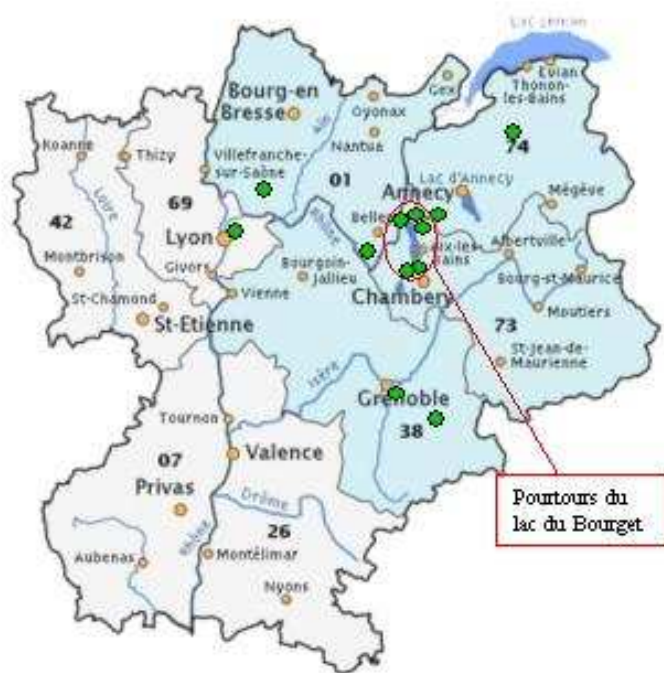 Lac Léman
Evian
Thonon-
les-Bains
Gex
Bourg-en
Bresse
Oyonax
Ain
Nantua
74
Villefranche-
sur-Saône
Roanne
Thizy
01
Lac d'Annecy
Annecy
Mégève
69
42
Loire
Rhône
Belley
Lyon
Aix-les-
Bains
Albertville
Montbrison
Givors
Bourgoin-
Jallieu
Bourg-st-Maurice
St-Chamond
Vienne
Chambery
Moutiers
St-Etienne
73
St-Jean-de-
Maurienne
Isère
Grenoble
Tournon
38
Valence
07
Privas
Drôme
Pourtours du
lac du Bourget
26
Rhône
Montélimar
Aubenas
Nyons